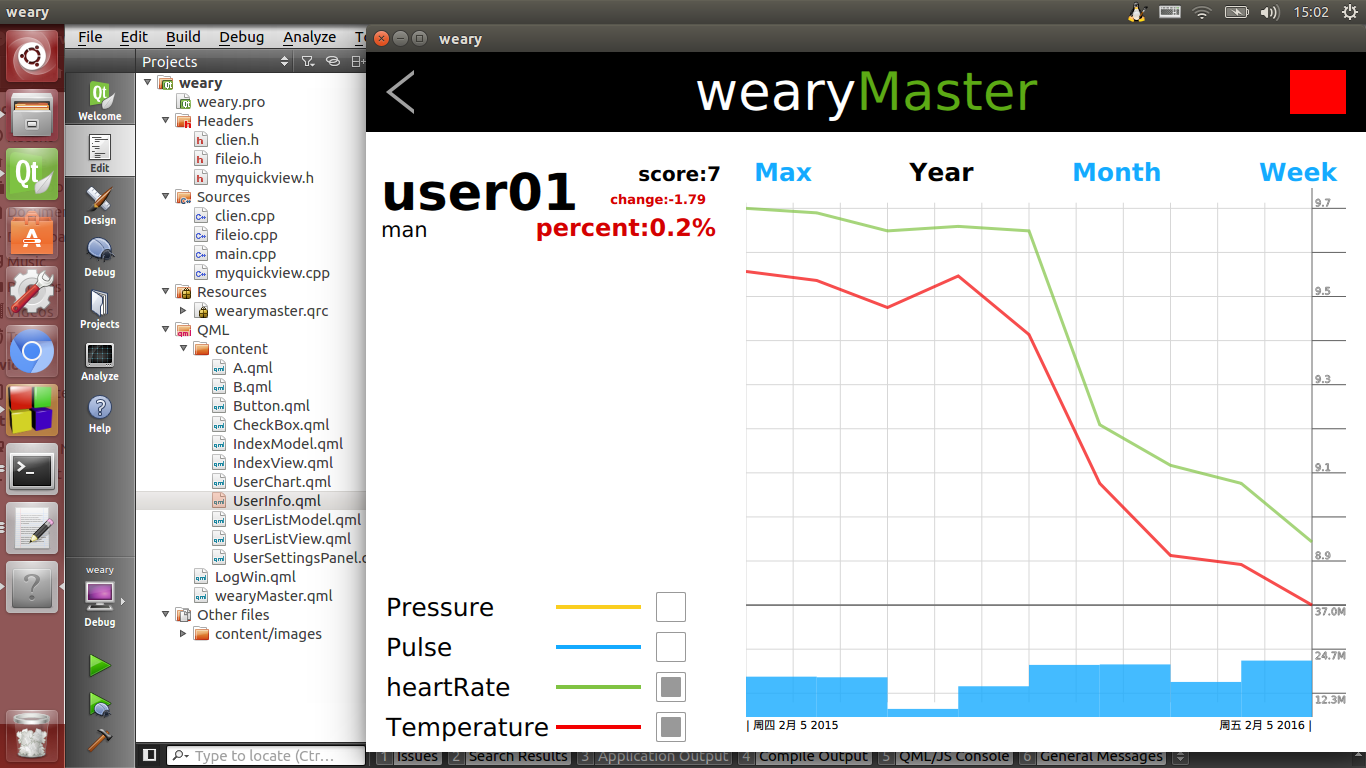 weary
15:02
File Edit Build Debug Analyze
weary
Projects
weary
weary.pro
Headers
clien.h
fileio.h
myquickview.h
Sources
clien.cpp
fileio.cpp
main.cpp
myquickview.cpp
Resources
wearymaster.qrc
QML
content
A.qml
B.qml
Button.qml
CheckBox.qml
IndexModel.qml
IndexView.qml
UserChart.qml
UserInfo.qml
UserListModel.qml
UserListView.qml
UserSettingsPanel.
LogWin.qml
wearyMaster.qml
Other files
content/images
Welcome
Edit
Design
Debug
Projects
Analyze
Help
weary
Debug
wearyMaster
user01
man
score:7
change:-1.79
percent:0.2%
Max Year Month Week
9.7
9.5
9.3
9.1
8.9
37.0M
24.7M
12.3M
| 周四 2月 5 2015 周五 2月 5 2016 |
Pressure
Pulse
heartRate
Temperature
Type to locate (Ctr...
1 Issues 2 Search Results 3 Application Output 4 Compile Output 5 QML/JS Console 6 General Messages